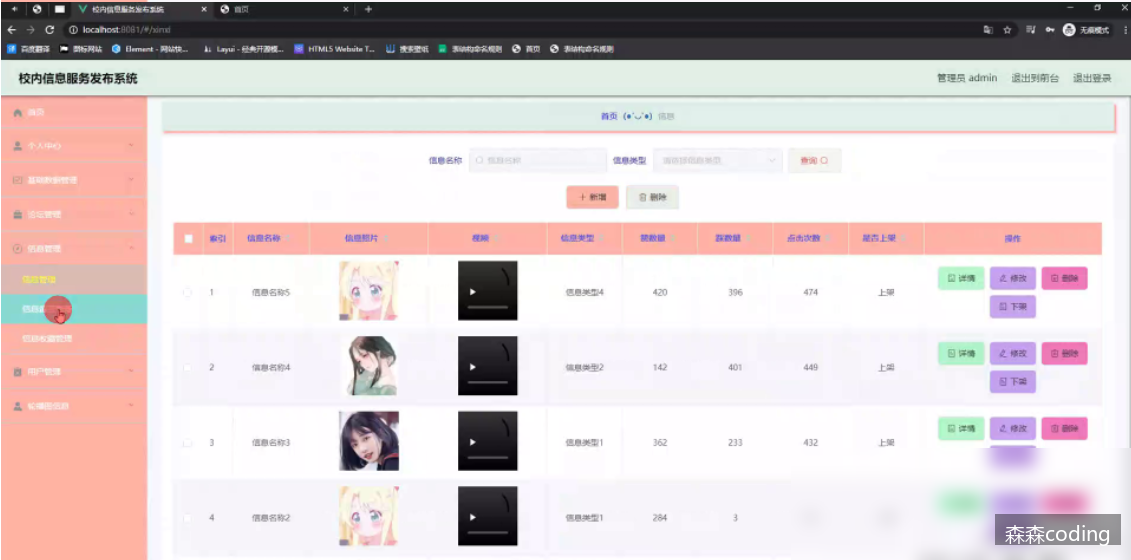 校内信息服务发布系统
首页
localhost:8081/#/xinxi
无痕模式
百度翻译
图标网站
Element - 网站快...
Layui - 经典开源模...
HTML5 Website T...
搜索壁纸
表结构命名规则
首页
表结构命名规则
校内信息服务发布系统
管理员 admin 退出到前台 退出登录
首页
个人中心
基础数据管理
论坛管理
信息管理
信息管理
信息收藏管理
用户管理
轮播图信息
首页 (●'◡'●) 信息
信息名称 信息名称 信息类型 请选择信息类型 查询
+ 新增 删除
索引 信息名称 信息照片 视频 信息类型 赞数量 踩数量 点击次数 是否上架 操作
1 信息名称5 信息类型4 420 396 474 上架 详情 修改 删除
下架
2 信息名称4 信息类型2 142 401 449 上架 详情 修改 删除
下架
3 信息名称3 信息类型1 362 233 432 上架 详情 修改 删除
4 信息名称2 信息类型1 284 3
森森coding